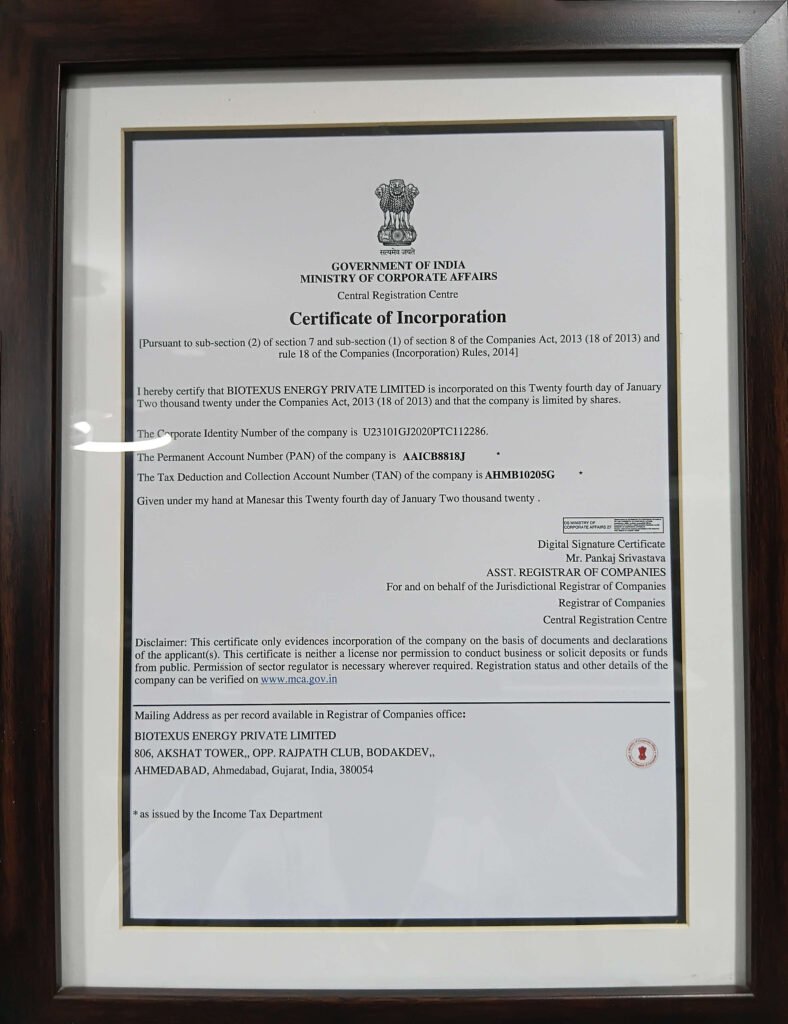 सत्यमेव जयते
GOVERNMENT OF INDIA
MINISTRY OF CORPORATE AFFAIRS
Central Registration Centre
Certificate of Incorporation
[Pursuant to sub-section (2) of section 7 and sub-section (1) of section 8 of the Companies Act, 2013 (18 of 2013) and
rule 18 of the Companies (Incorporation) Rules, 2014]
I hereby certify that BIOTEXUS ENERGY PRIVATE LIMITED is incorporated on this Twenty fourth day of January
Two thousand twenty under the Companies Act, 2013 (18 of 2013) and that the company is limited by shares.
The Corporate Identity Number of the company is U23101GJ2020PTC112286.
The Permanent Account Number (PAN) of the company is AAICB8818J *
The Tax Deduction and Collection Account Number (TAN) of the company is AHMB10205G *
Given under my hand at Manesar this Twenty fourth day of January Two thousand twenty .
DS MINISTRY OF
CORPORATE AFFAIRS 27
Digital Signature Certificate
Mr. Pankaj Srivastava
ASST. REGISTRAR OF COMPANIES
For and on behalf of the Jurisdictional Registrar of Companies
Registrar of Companies
Central Registration Centre
Disclaimer: This certificate only evidences incorporation of the company on the basis of documents and declarations
of the applicant(s). This certificate is neither a license nor permission to conduct business or solicit deposits or funds
from public. Permission of sector regulator is necessary wherever required. Registration status and other details of the
company can be verified on www.mca.gov.in
Mailing Address as per record available in Registrar of Companies office:
BIOTEXUS ENERGY PRIVATE LIMITED
806, AKSHAT TOWER,, OPP. RAJPATH CLUB, BODAKDEV,,
AHMEDABAD, Ahmedabad, Gujarat, India, 380054
* as issued by the Income Tax Department